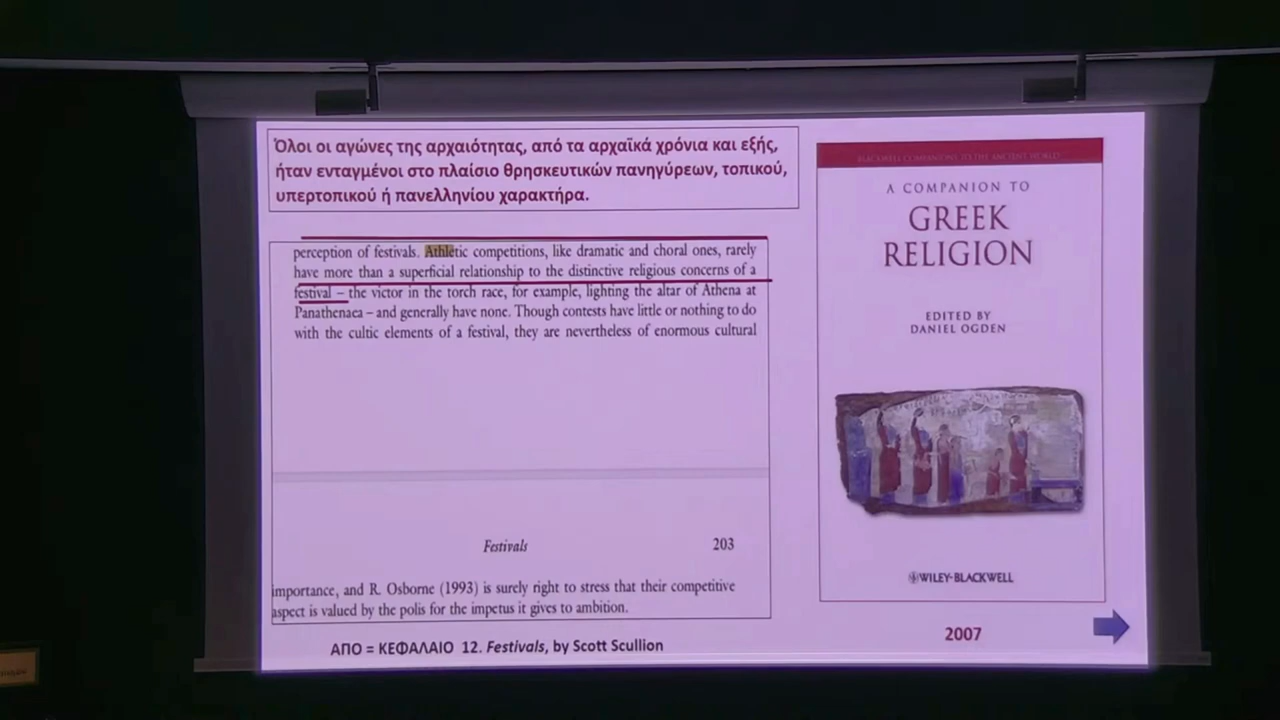 Όλοι οι αγώνες της αρχαιότητας, από τα αρχαϊκά χρόνια και εξής,
ήταν ενταγμένοι στο πλαίσιο θρησκευτικών πανηγύρεων, τοπικού,
υπερτοπικού ή πανελληνίου χαρακτήρα.
perception of festivals. Athletic competitions, like dramatic and choral ones, rarely
have more than a superficial relationship to the distinctive religious concerns of a
festival – the victor in the torch race, for example, lighting the altar of Athena at
Panathenaea – and generally have none. Though contests have little or nothing to do
with the cultic elements of a festival, they are nevertheless of enormous cultural
Festivals 203
importance, and R. Osborne (1993) is surely right to stress that their competitive
aspect is valued by the polis for the impetus it gives to ambition.
ΑΠΟ = ΚΕΦΑΛΑΙΟ 12. Festivals, by Scott Scullion
BLACKWELL COMPANIONS TO THE ANCIENT WORLD
A COMPANION TO
GREEK
RELIGION
EDITED BY
DANIEL OGDEN
WILEY-BLACKWELL
2007